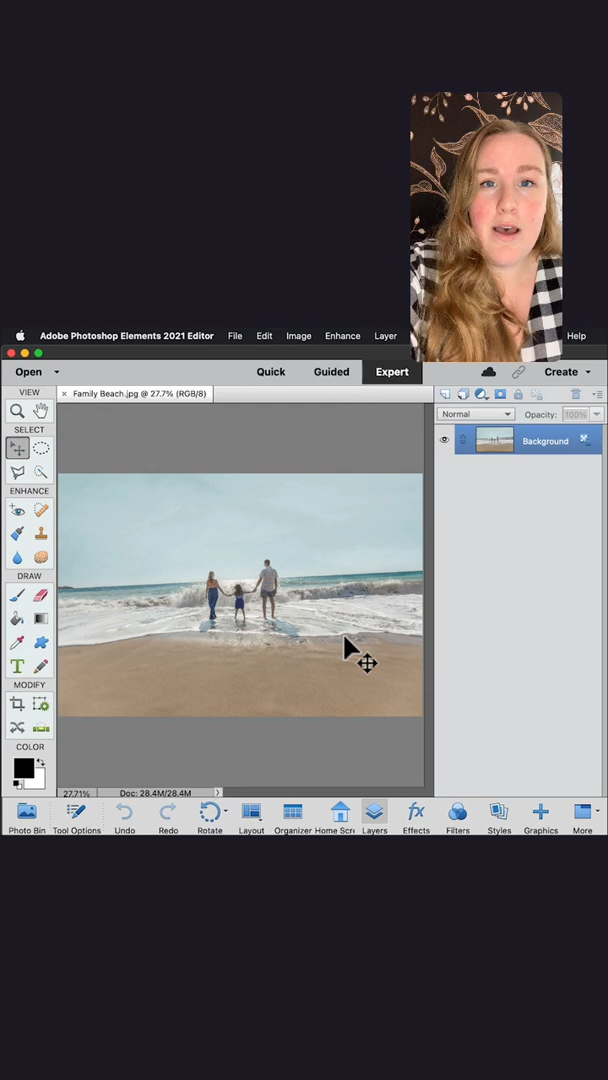 Adobe Photoshop Elements 2021 Editor File Edit Image Enhance Layer Help
Open Quick Guided Expert Create
VIEW
× Family Beach.jpg @ 27.7% (RGB/8)
Normal Opacity: 100%
SELECT
Background
ENHANCE
DRAW
T
MODIFY
COLOR
27.71% Doc: 28.4M/28.4M
fx
Photo Bin Tool Options Undo Redo Rotate Layout Organizer Home Scre Layers Effects Filters Styles Graphics More